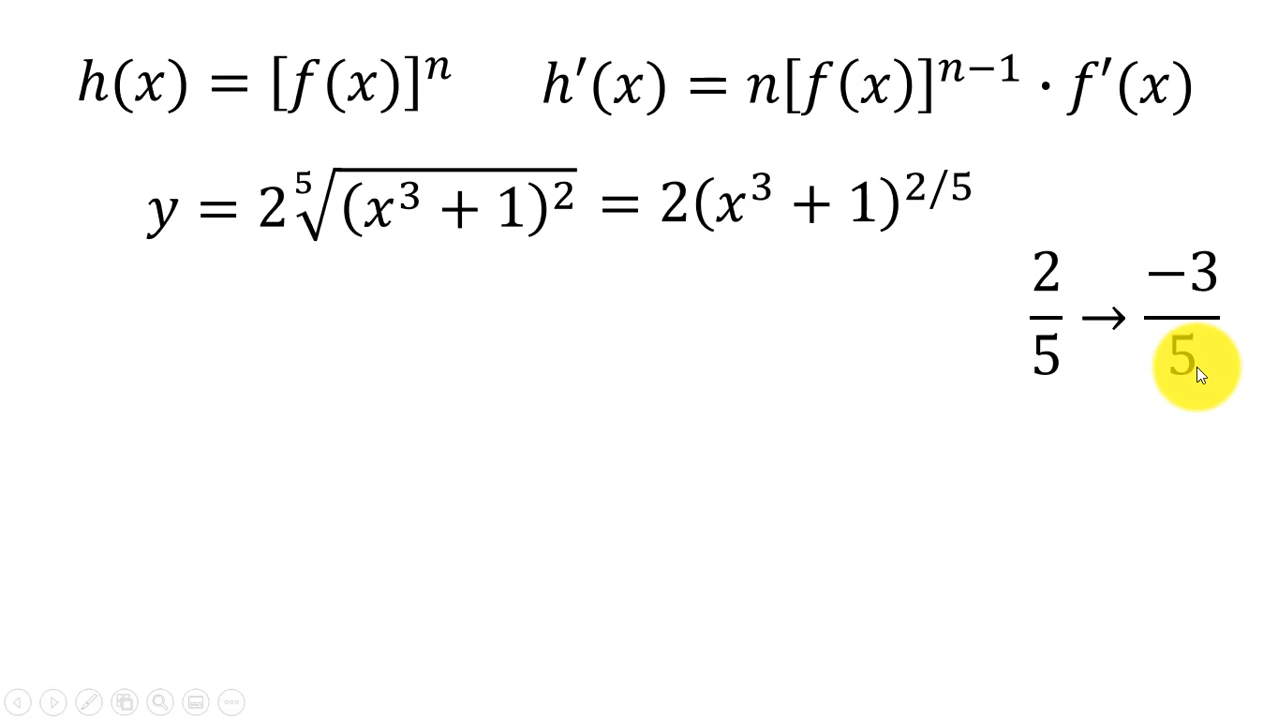 h(x) = [f(x)]ⁿ h′(x) = n[f(x)]ⁿ⁻¹ · f′(x)
y = 2 ⁵√(x³ + 1)² = 2(x³ + 1)^2/5
2/5 → −3/5